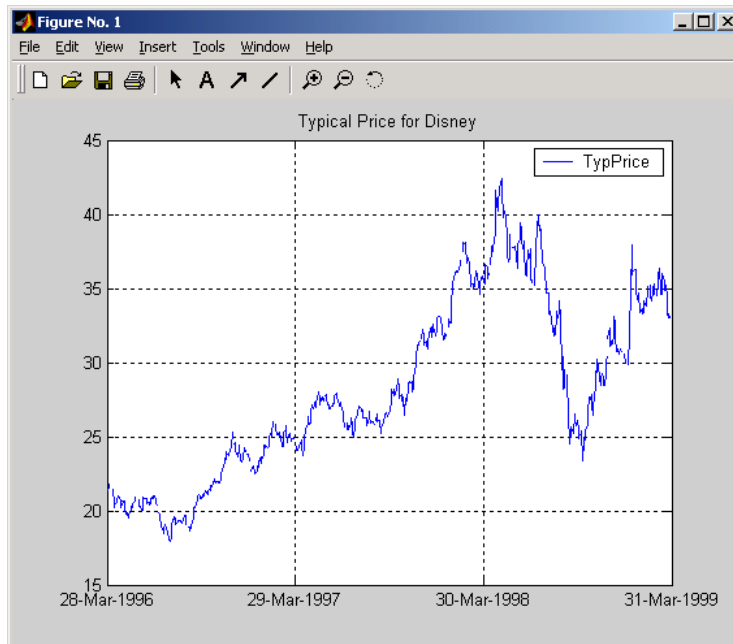 Figure No. 1
File Edit View Insert Tools Window Help
A
Typical Price for Disney
TypPrice
45
40
35
30
25
20
15
28-Mar-1996 29-Mar-1997 30-Mar-1998 31-Mar-1999